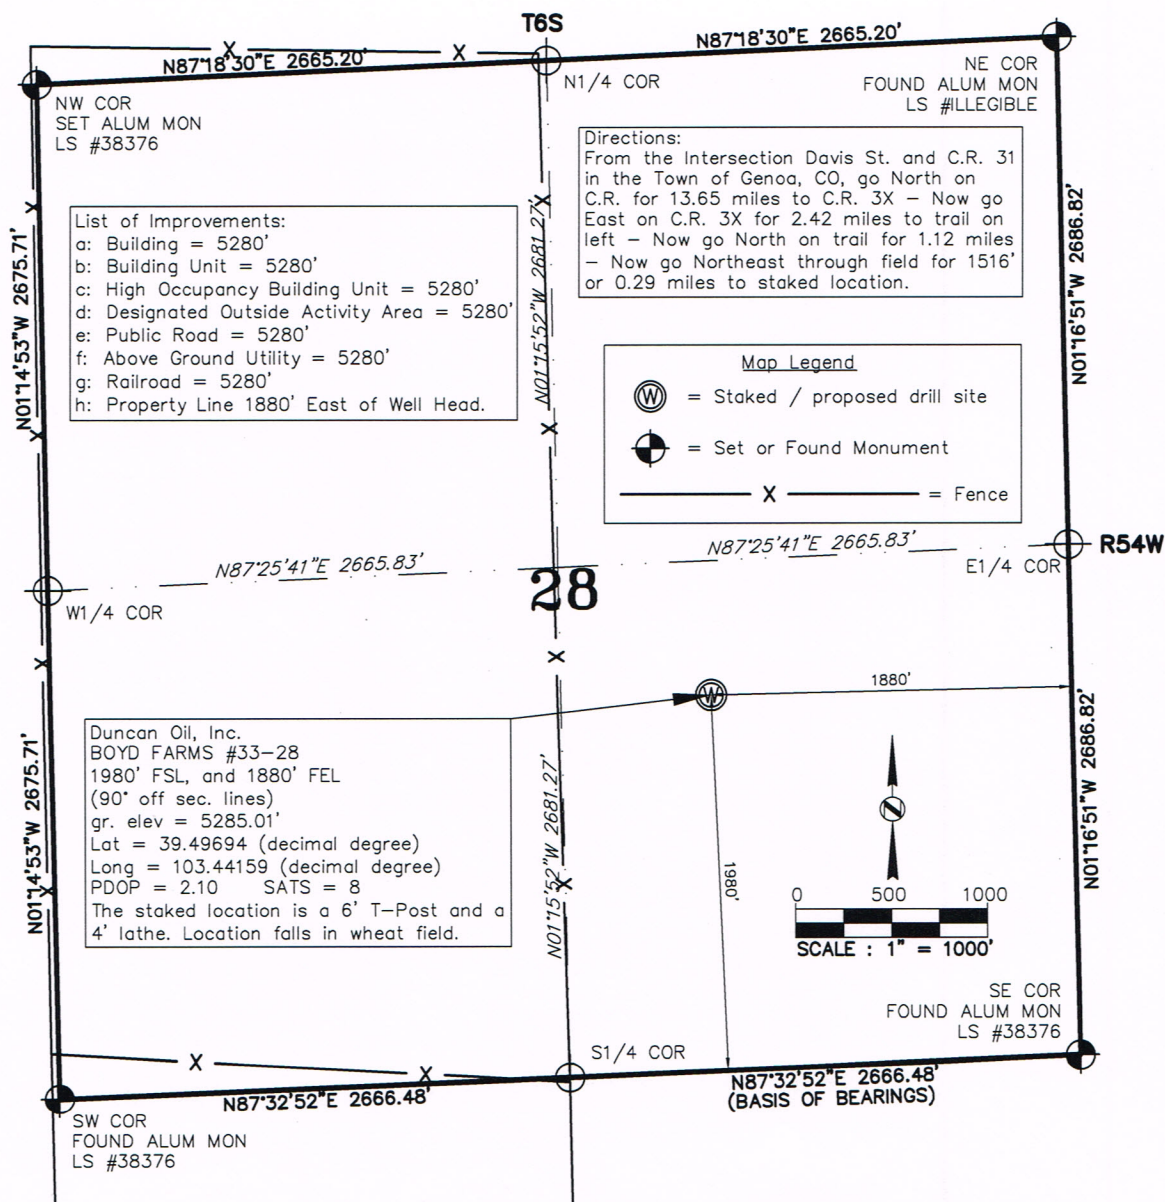 T6S
N87°18'30"E 2665.20'
N87°18'30"E 2665.20'
X
X
N1/4 COR
NE COR
FOUND ALUM MON
LS #ILLEGIBLE
NW COR
SET ALUM MON
LS #38376
Directions:
From the Intersection Davis St. and C.R. 31
in the Town of Genoa, CO, go North on
C.R. for 13.65 miles to C.R. 3X – Now go
East on C.R. 3X for 2.42 miles to trail on
left – Now go North on trail for 1.12 miles
– Now go Northeast through field for 1516'
or 0.29 miles to staked location.
List of Improvements:
a: Building = 5280'
b: Building Unit = 5280'
c: High Occupancy Building Unit = 5280'
d: Designated Outside Activity Area = 5280'
e: Public Road = 5280'
f: Above Ground Utility = 5280'
g: Railroad = 5280'
h: Property Line 1880' East of Well Head.
N01°14'53"W 2675.71'
X
X
N01°15'52"W 2681.27'
X
X
N01°16'51"W 2686.82'
Map Legend
W = Staked / proposed drill site
= Set or Found Monument
X = Fence
N87°25'41"E 2665.83'
N87°25'41"E 2665.83'
R54W
E1/4 COR
28
W1/4 COR
X
X
W
1880'
Duncan Oil, Inc.
BOYD FARMS #33-28
1980' FSL, and 1880' FEL
(90° off sec. lines)
gr. elev = 5285.01'
Lat = 39.49694 (decimal degree)
Long = 103.44159 (decimal degree)
PDOP = 2.10 SATS = 8
The staked location is a 6' T-Post and a
4' lathe. Location falls in wheat field.
N01°14'53"W 2675.71'
X
N01°15'52"W 2681.27'
X
1980'
N01°16'51"W 2686.82'
N
0 500 1000
SCALE : 1" = 1000'
SE COR
FOUND ALUM MON
LS #38376
S1/4 COR
X
X
N87°32'52"E 2666.48'
N87°32'52"E 2666.48'
(BASIS OF BEARINGS)
SW COR
FOUND ALUM MON
LS #38376